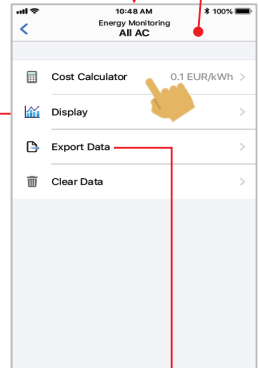 10:48 AM
100%
Energy Monitoring
All AC
Cost Calculator 0.1 EUR/kWh
Display
Export Data
Clear Data